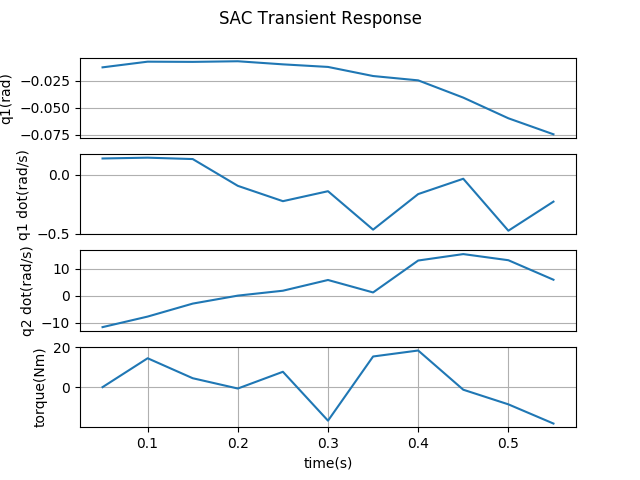 SAC Transient Response
q1(rad)
−0.025
−0.050
−0.075
q1 dot(rad/s)
0.0
−0.5
q2 dot(rad/s)
10
0
−10
torque(Nm)
20
0
0.1 0.2 0.3 0.4 0.5
time(s)